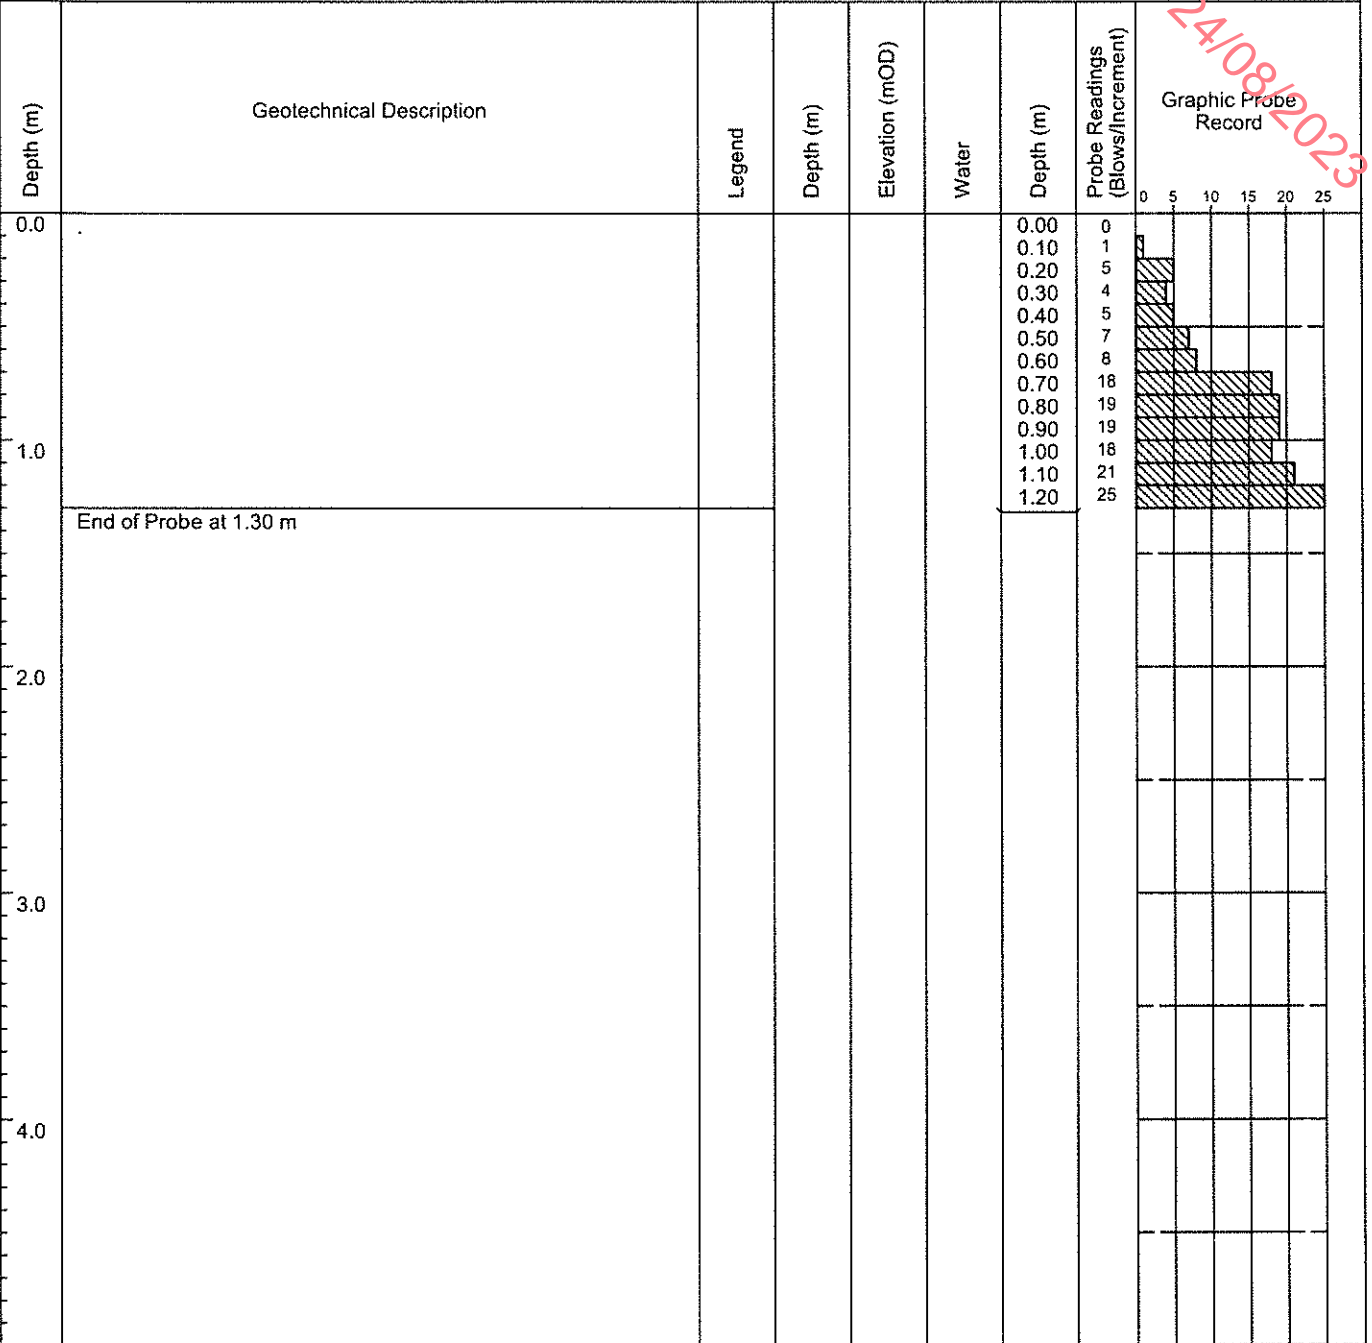 24/08/2023
Depth (m)
Geotechnical Description
Legend
Depth (m)
Elevation (mOD)
Water
Depth (m)
Probe Readings
(Blows/Increment)
Graphic Probe
Record
0 5 10 15 20 25
0.0
0.00 0
0.10 1
0.20 5
0.30 4
0.40 5
0.50 7
0.60 8
0.70 18
0.80 19
0.90 19
1.0
1.00 18
1.10 21
1.20 25
End of Probe at 1.30 m
2.0
3.0
4.0